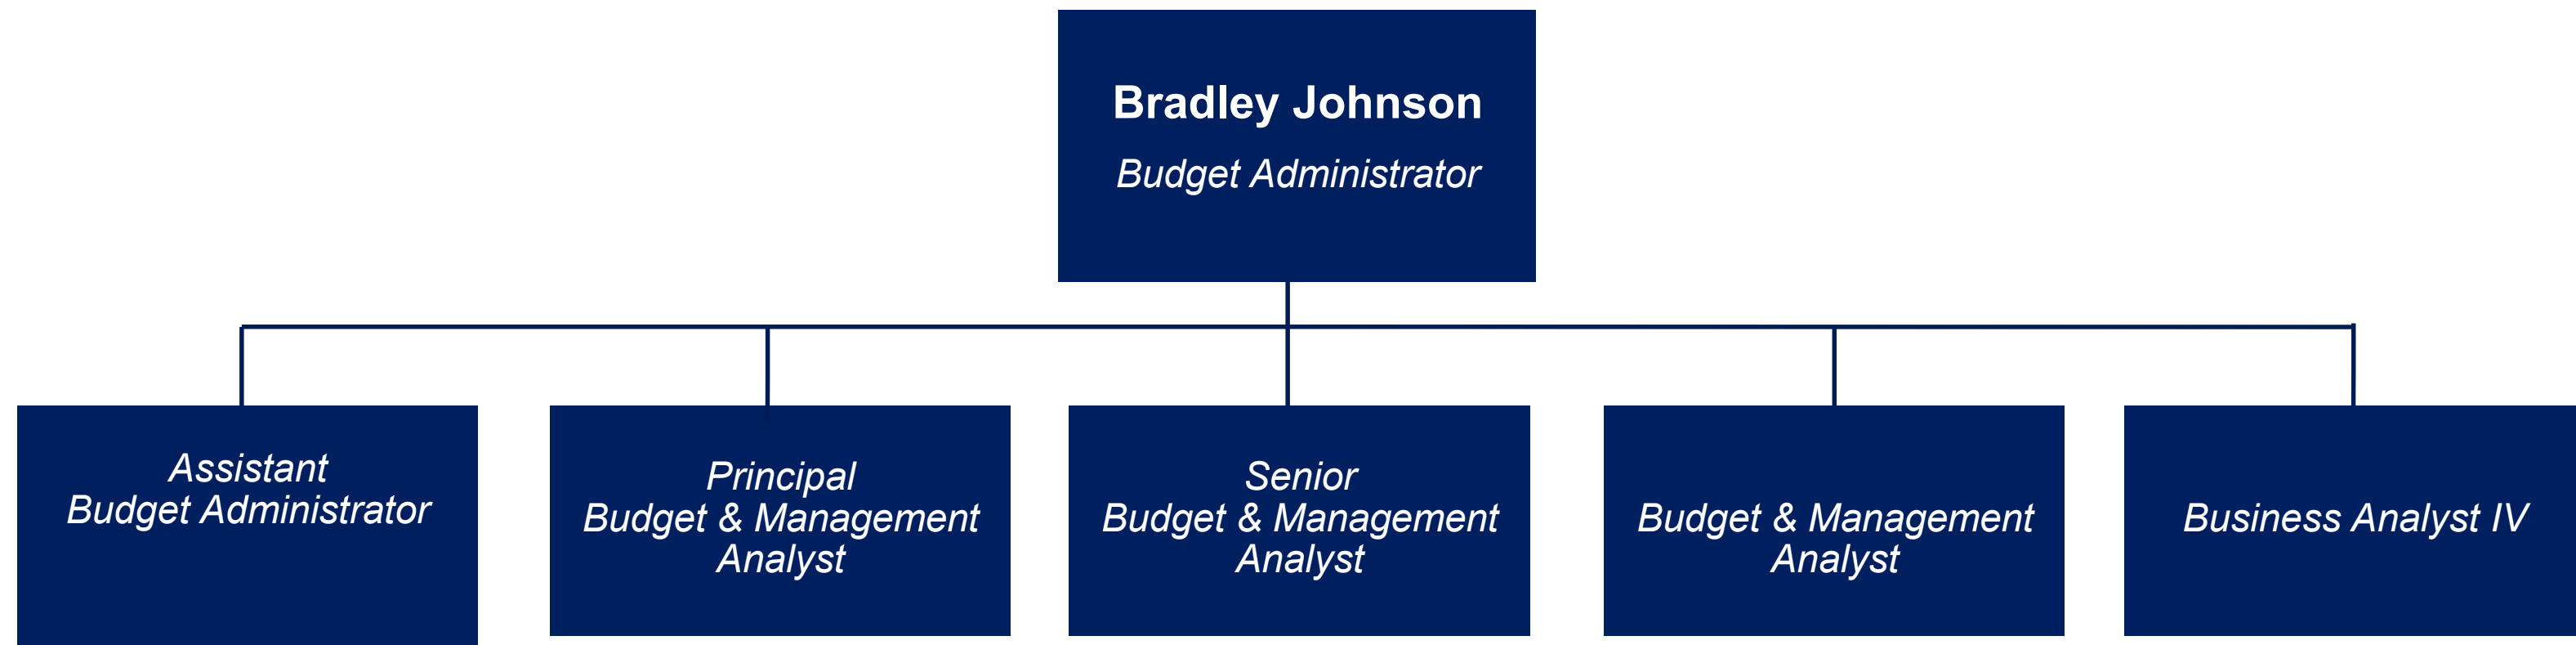 Bradley Johnson
Budget Administrator
Assistant
Budget Administrator
Principal
Budget & Management
Analyst
Senior
Budget & Management
Analyst
Budget & Management
Analyst
Business Analyst IV